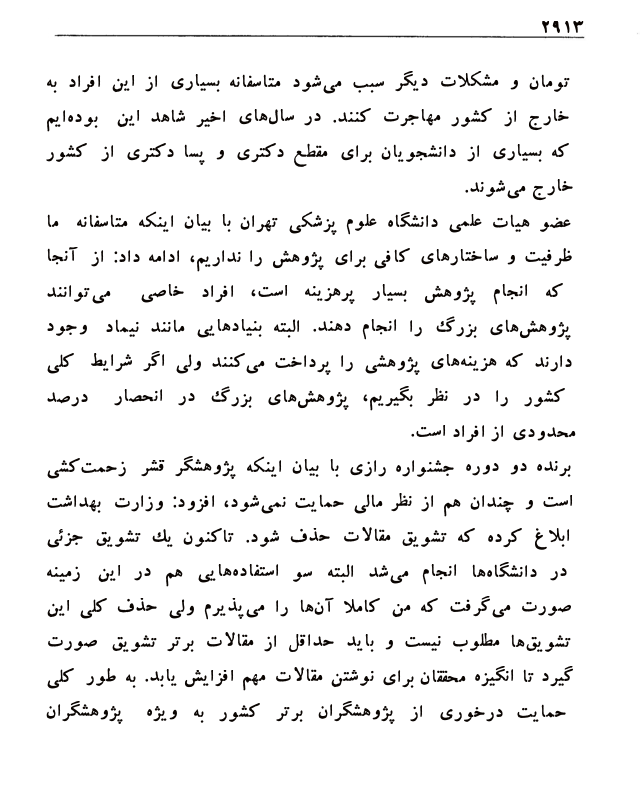 ۲۹۱۳
تومان و مشکلات دیگر سبب می‌شود متاسفانه بسیاری از این افراد به
خارج از کشور مهاجرت کنند. در سال‌های اخیر شاهد این بوده‌ایم
که بسیاری از دانشجویان برای مقطع دکتری و پسا دکتری از کشور
خارج می‌شوند.
عضو هیات علمی دانشگاه علوم پزشکی تهران با بیان اینکه متاسفانه ما
ظرفیت و ساختارهای کافی برای پژوهش را نداریم، ادامه داد: از آنجا
که انجام پژوهش بسیار پرهزینه است، افراد خاصی می‌توانند
پژوهش‌های بزرگ را انجام دهند. البته بنیادهایی مانند نیماد وجود
دارند که هزینه‌های پژوهشی را پرداخت می‌کنند ولی اگر شرایط کلی
کشور را در نظر بگیریم، پژوهش‌های بزرگ در انحصار درصد
محدودی از افراد است.
برنده دو دوره جشنواره رازی با بیان اینکه پژوهشگر قشر زحمت‌کشی
است و چندان هم از نظر مالی حمایت نمی‌شود، افزود: وزارت بهداشت
ابلاغ کرده که تشویق مقالات حذف شود. تاکنون یك تشویق جزئی
در دانشگاه‌ها انجام می‌شد البته سو استفاده‌هایی هم در این زمینه
صورت می‌گرفت که من کاملا آن‌ها را می‌پذیرم ولی حذف کلی این
تشویق‌ها مطلوب نیست و باید حداقل از مقالات برتر تشویق صورت
گیرد تا انگیزه محققان برای نوشتن مقالات مهم افزایش یابد. به طور کلی
حمایت درخوری از پژوهشگران برتر کشور به ویژه پژوهشگران